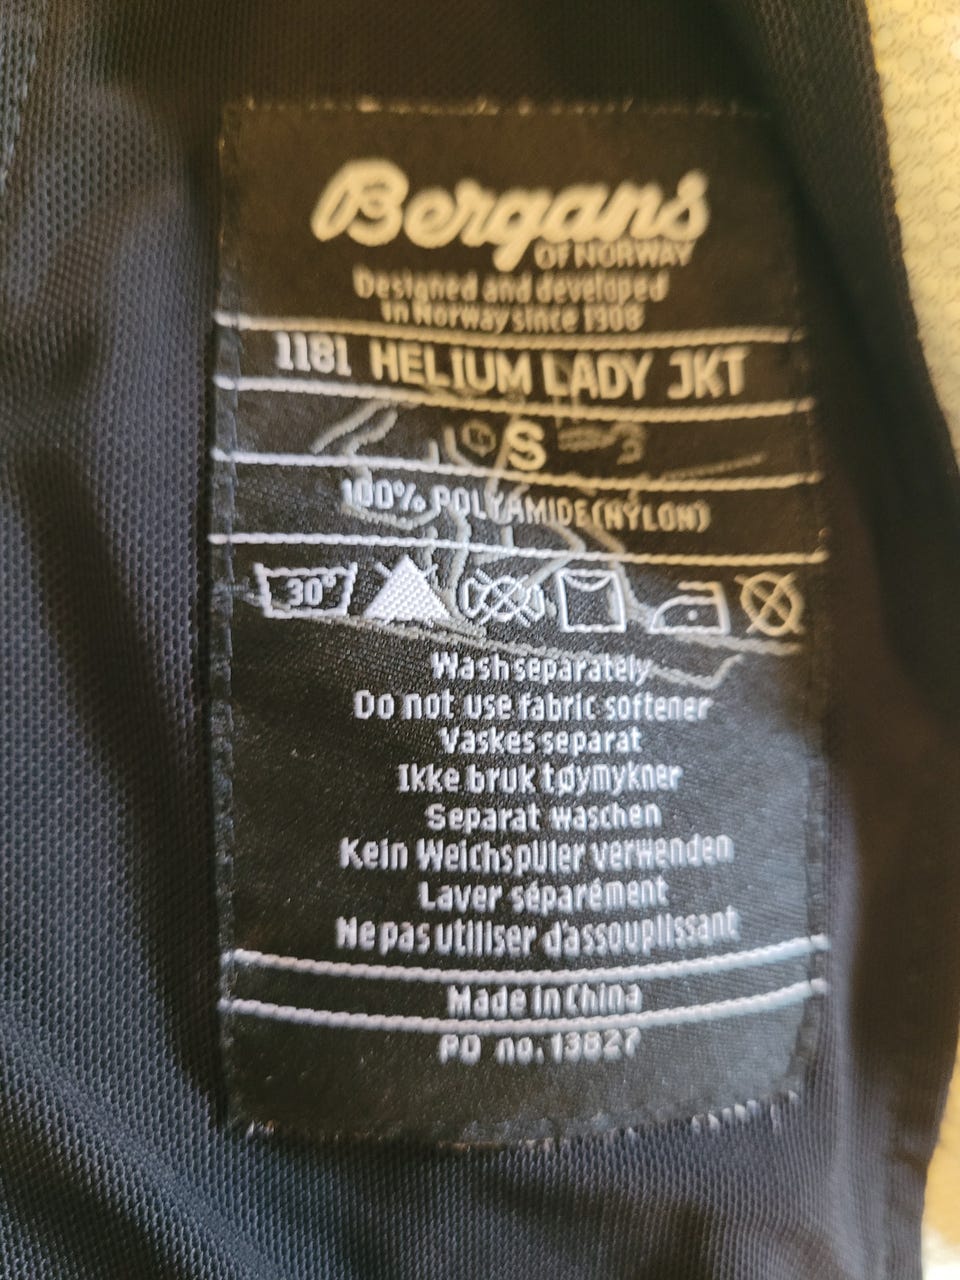 Bergans
OF NORWAY
Designed and developed
in Norway since 1908
1181 HELIUM LADY JKT
S
100% POLYAMIDE (NYLON)
30°
Wash separately
Do not use fabric softener
Vaskes separat
Ikke bruk tøymykner
Separat waschen
Kein Weichspüler verwenden
Laver séparément
Ne pas utiliser d'assouplissant
Made in China
PO no. 13827